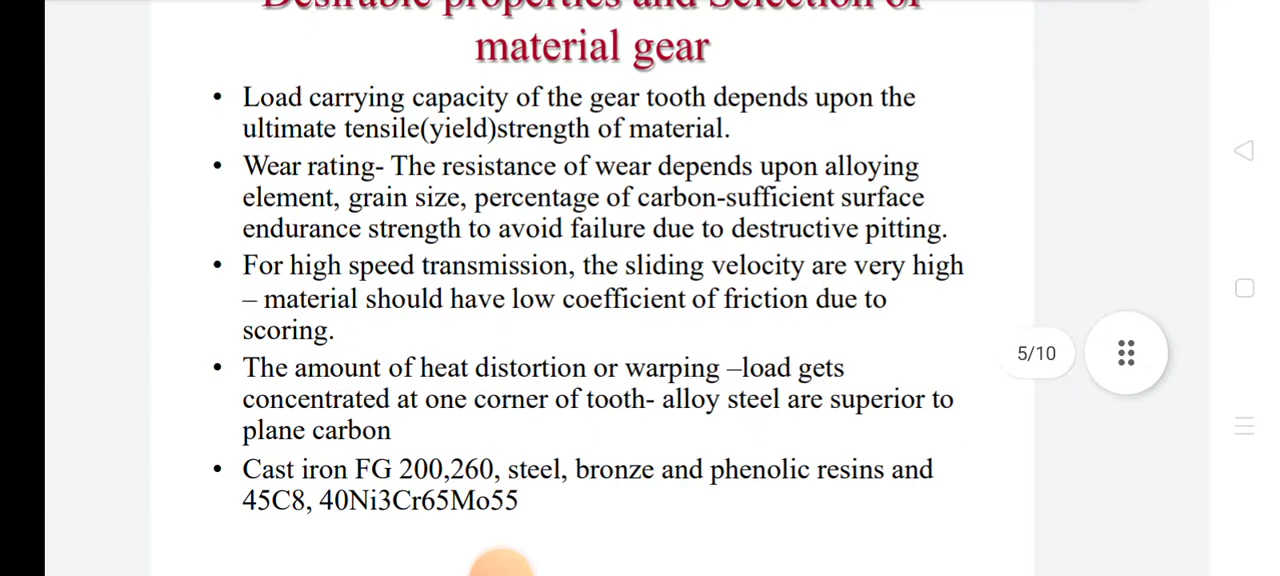 Desirable properties and Selection of
material gear
• Load carrying capacity of the gear tooth depends upon the
ultimate tensile(yield)strength of material.
• Wear rating- The resistance of wear depends upon alloying
element, grain size, percentage of carbon-sufficient surface
endurance strength to avoid failure due to destructive pitting.
• For high speed transmission, the sliding velocity are very high
– material should have low coefficient of friction due to
scoring.
• The amount of heat distortion or warping –load gets
concentrated at one corner of tooth- alloy steel are superior to
plane carbon
• Cast iron FG 200,260, steel, bronze and phenolic resins and
45C8, 40Ni3Cr65Mo55
5/10